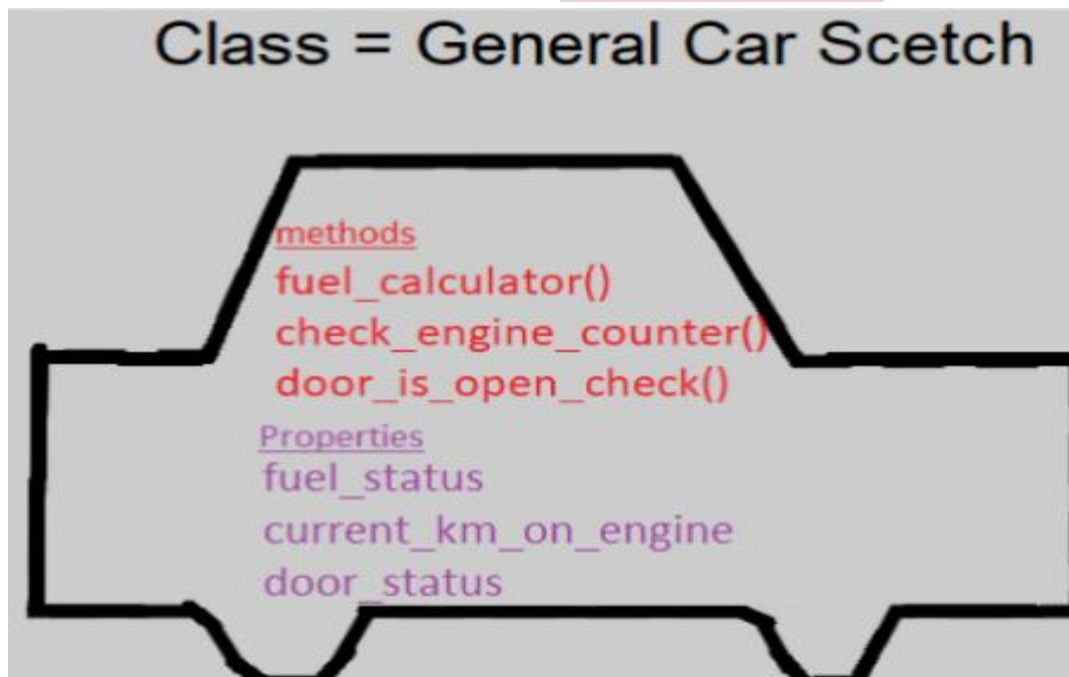 Class = General Car Scetch
methods
fuel_calculator()
check_engine_counter()
door_is_open_check()
Properties
fuel_status
current_km_on_engine
door_status